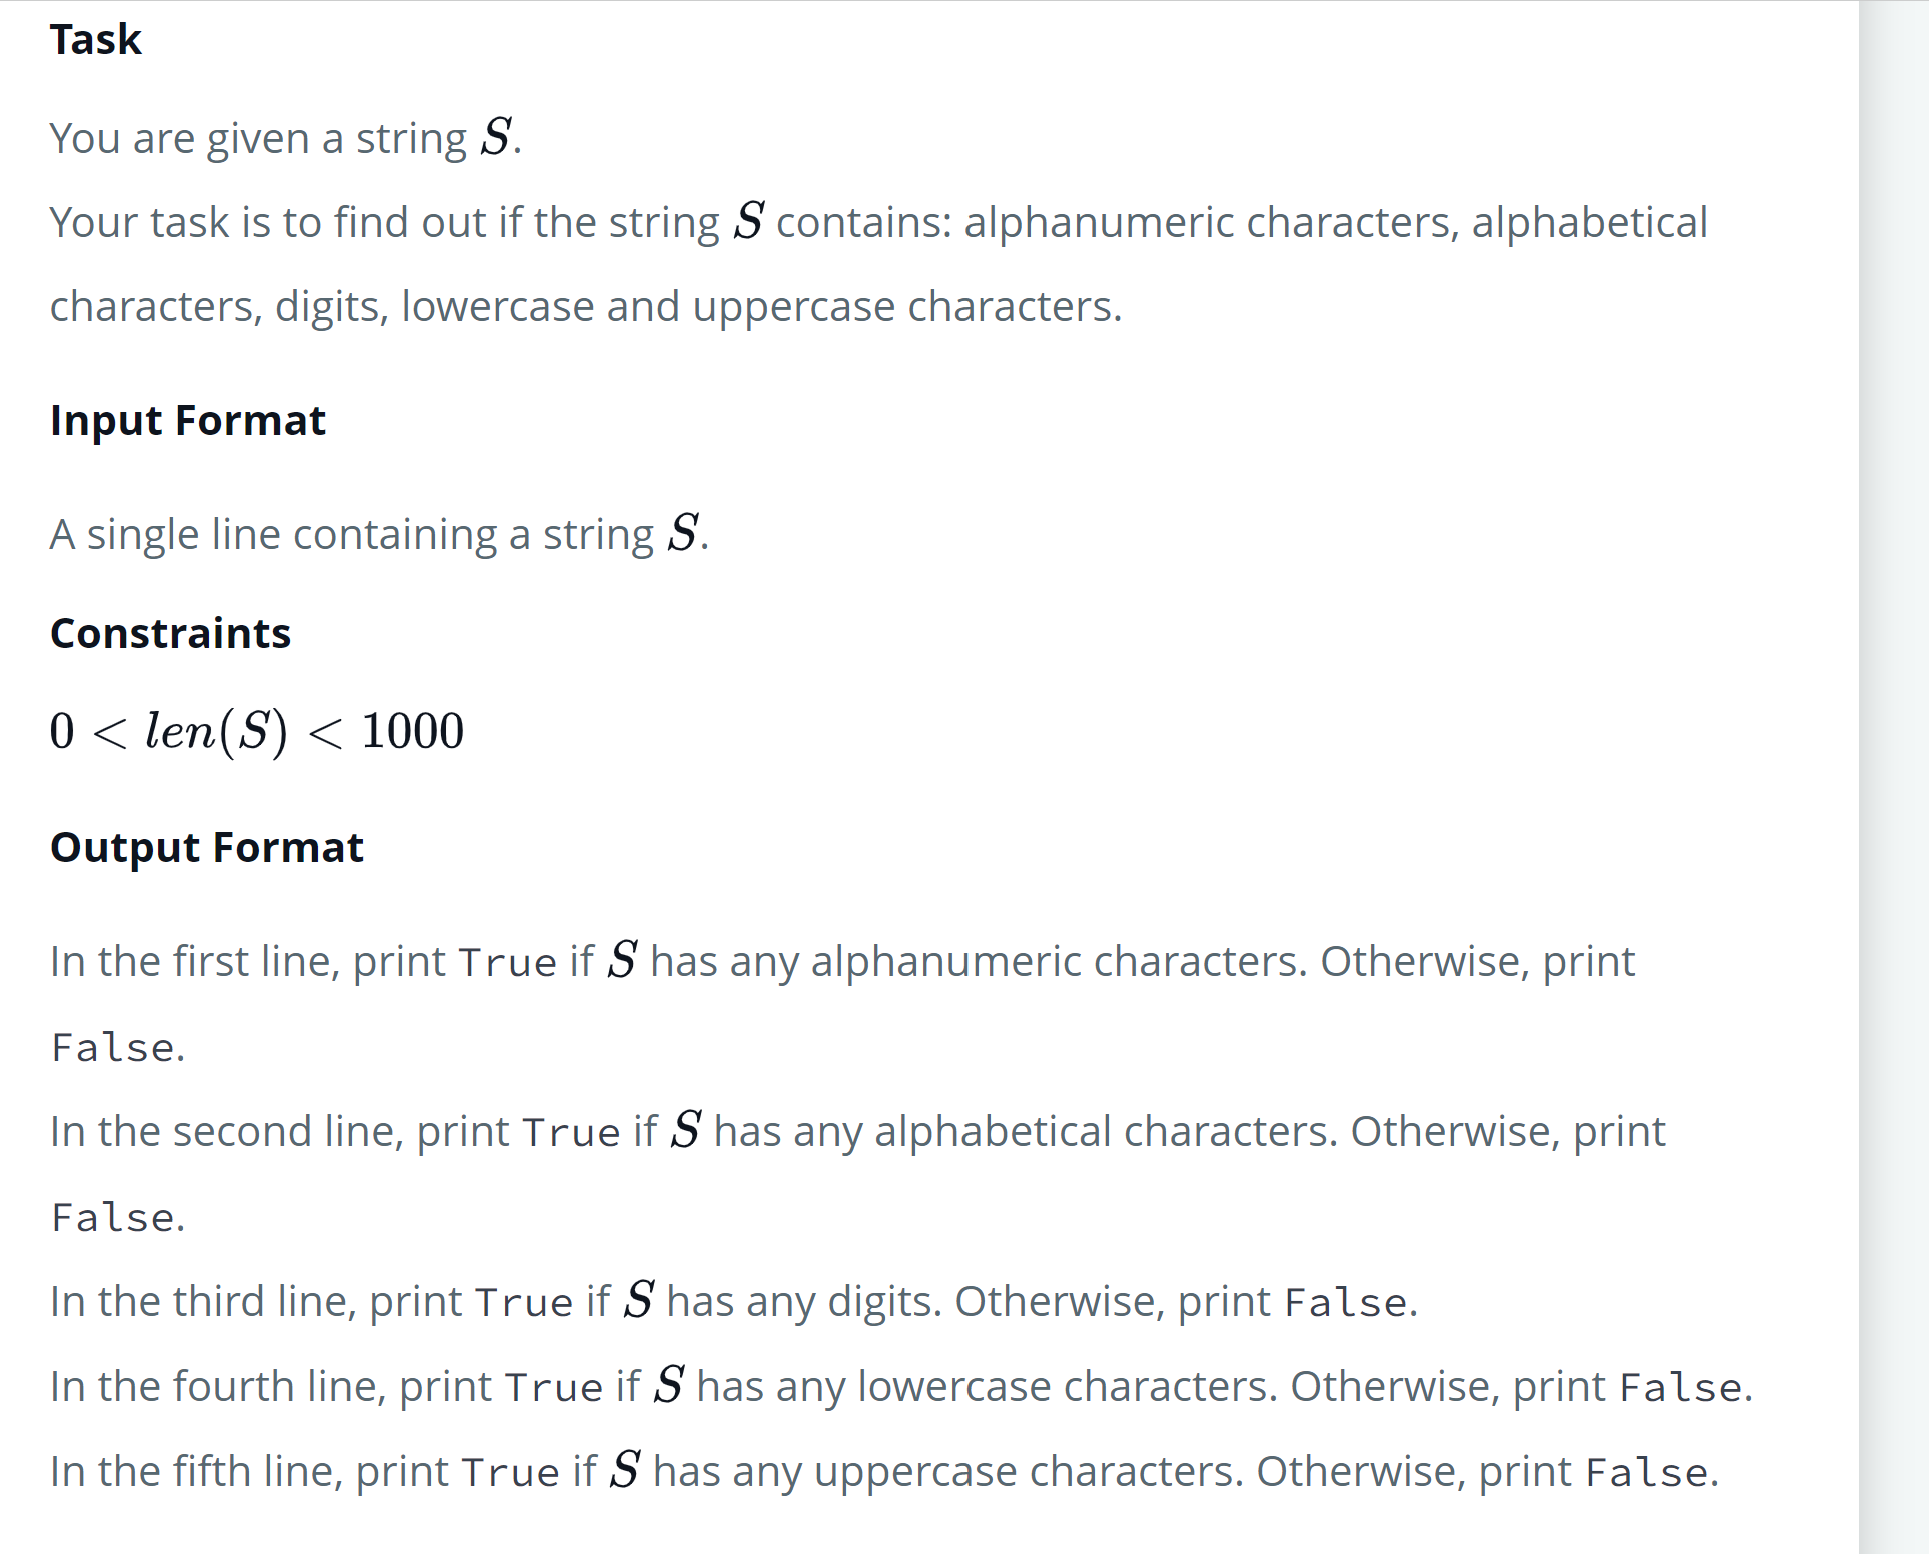 Task
You are given a string S.
Your task is to find out if the string S contains: alphanumeric characters, alphabetical
characters, digits, lowercase and uppercase characters.
Input Format
A single line containing a string S.
Constraints
0 < len(S) < 1000
Output Format
In the first line, print True if S has any alphanumeric characters. Otherwise, print
False.
In the second line, print True if S has any alphabetical characters. Otherwise, print
False.
In the third line, print True if S has any digits. Otherwise, print False.
In the fourth line, print True if S has any lowercase characters. Otherwise, print False.
In the fifth line, print True if S has any uppercase characters. Otherwise, print False.